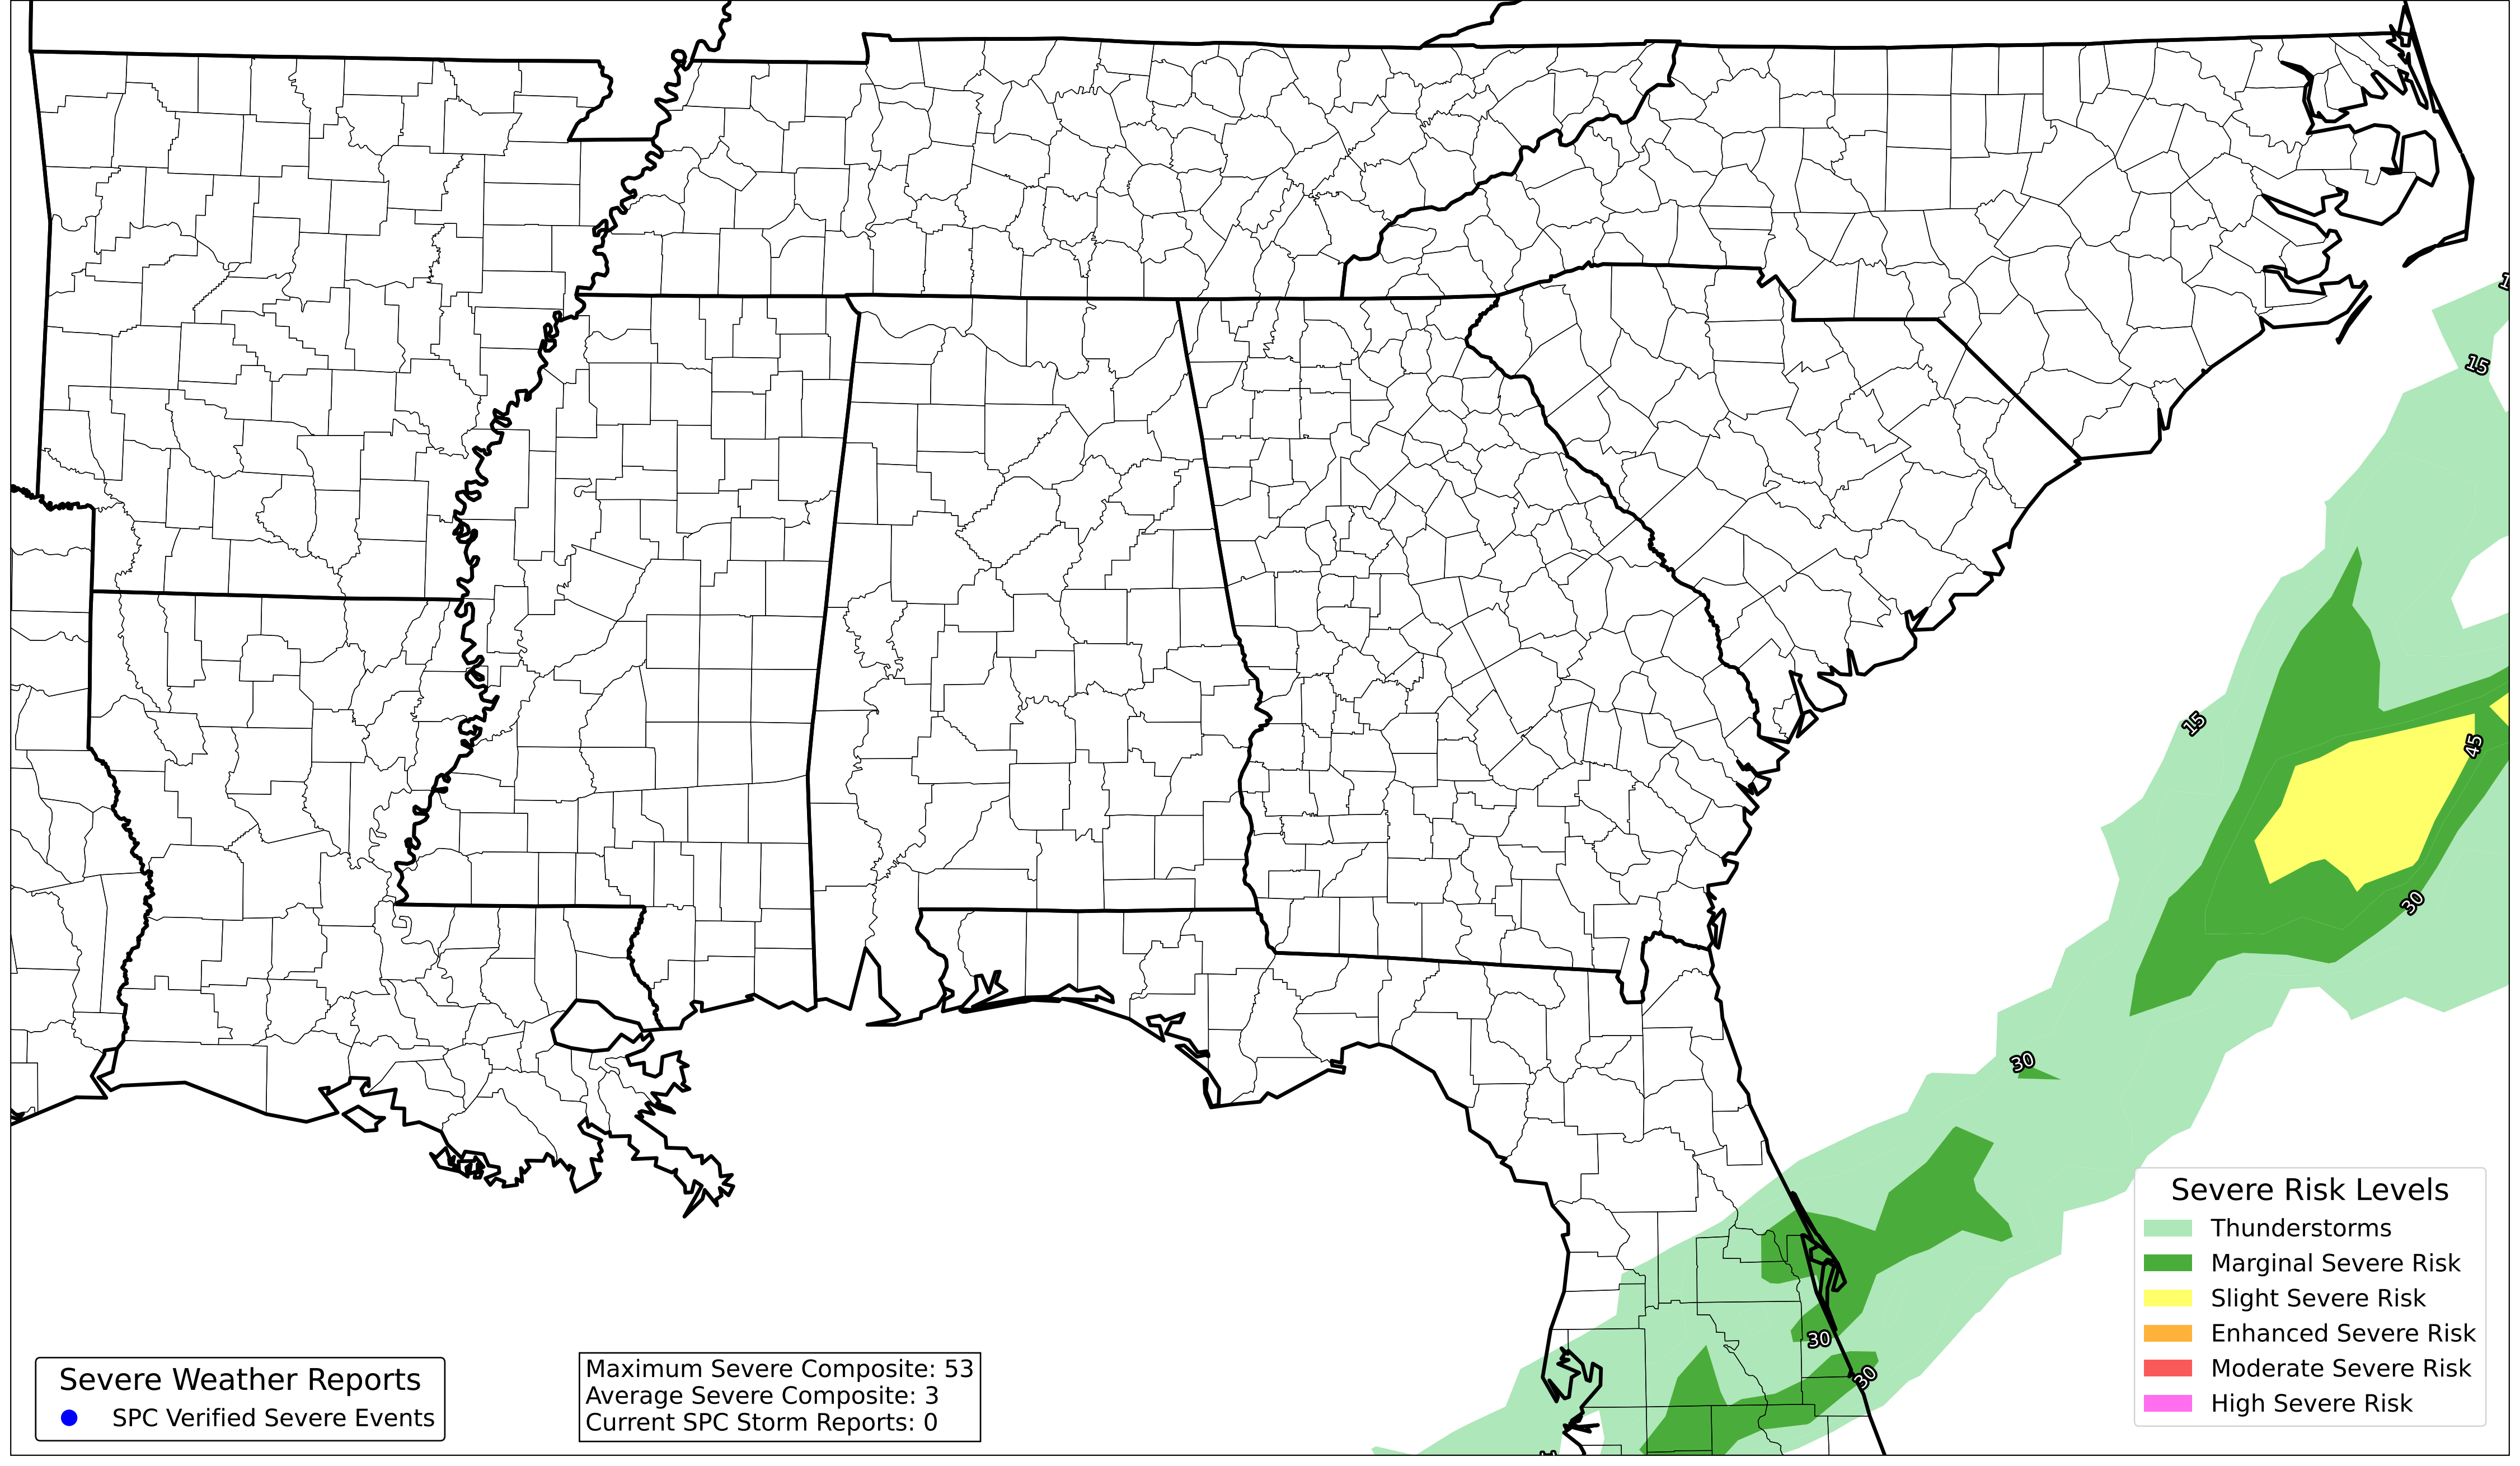 15
15
45
30
30
30
30
Severe Risk Levels
Thunderstorms
Marginal Severe Risk
Slight Severe Risk
Enhanced Severe Risk
Moderate Severe Risk
High Severe Risk
Severe Weather Reports
SPC Verified Severe Events
Maximum Severe Composite: 53
Average Severe Composite: 3
Current SPC Storm Reports: 0